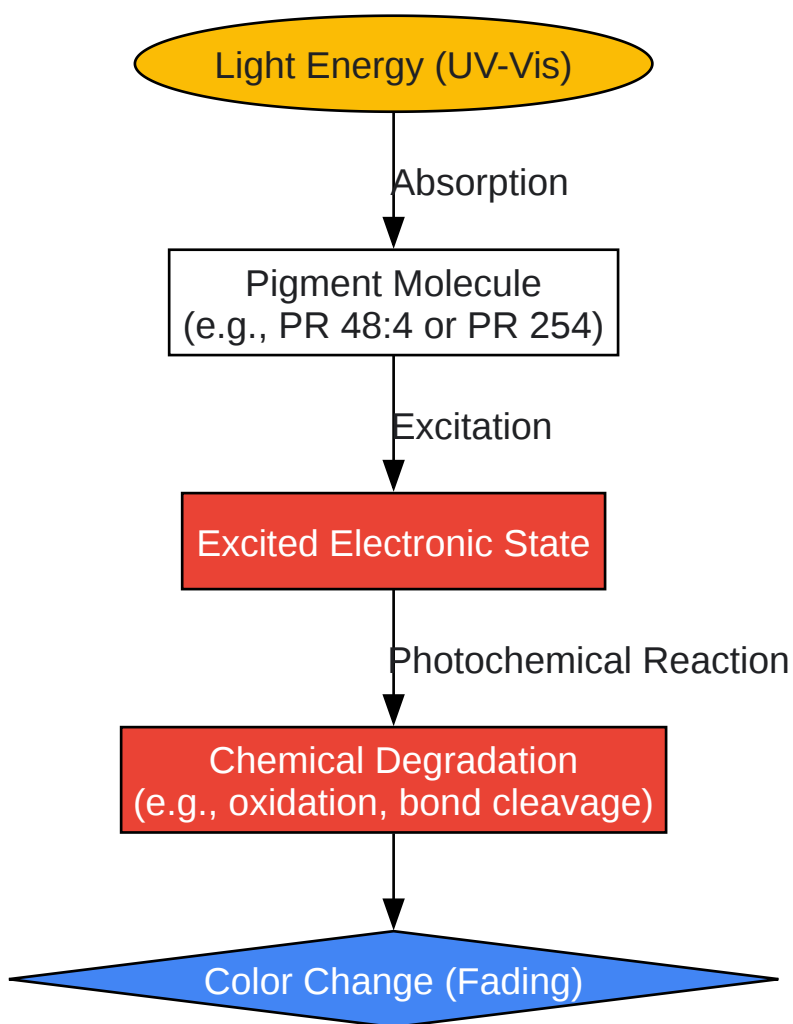 Light Energy (UV-Vis)
Absorption
Pigment Molecule
(e.g., PR 48:4 or PR 254)
Excitation
Excited Electronic State
Photochemical Reaction
Chemical Degradation
(e.g., oxidation, bond cleavage)
Color Change (Fading)